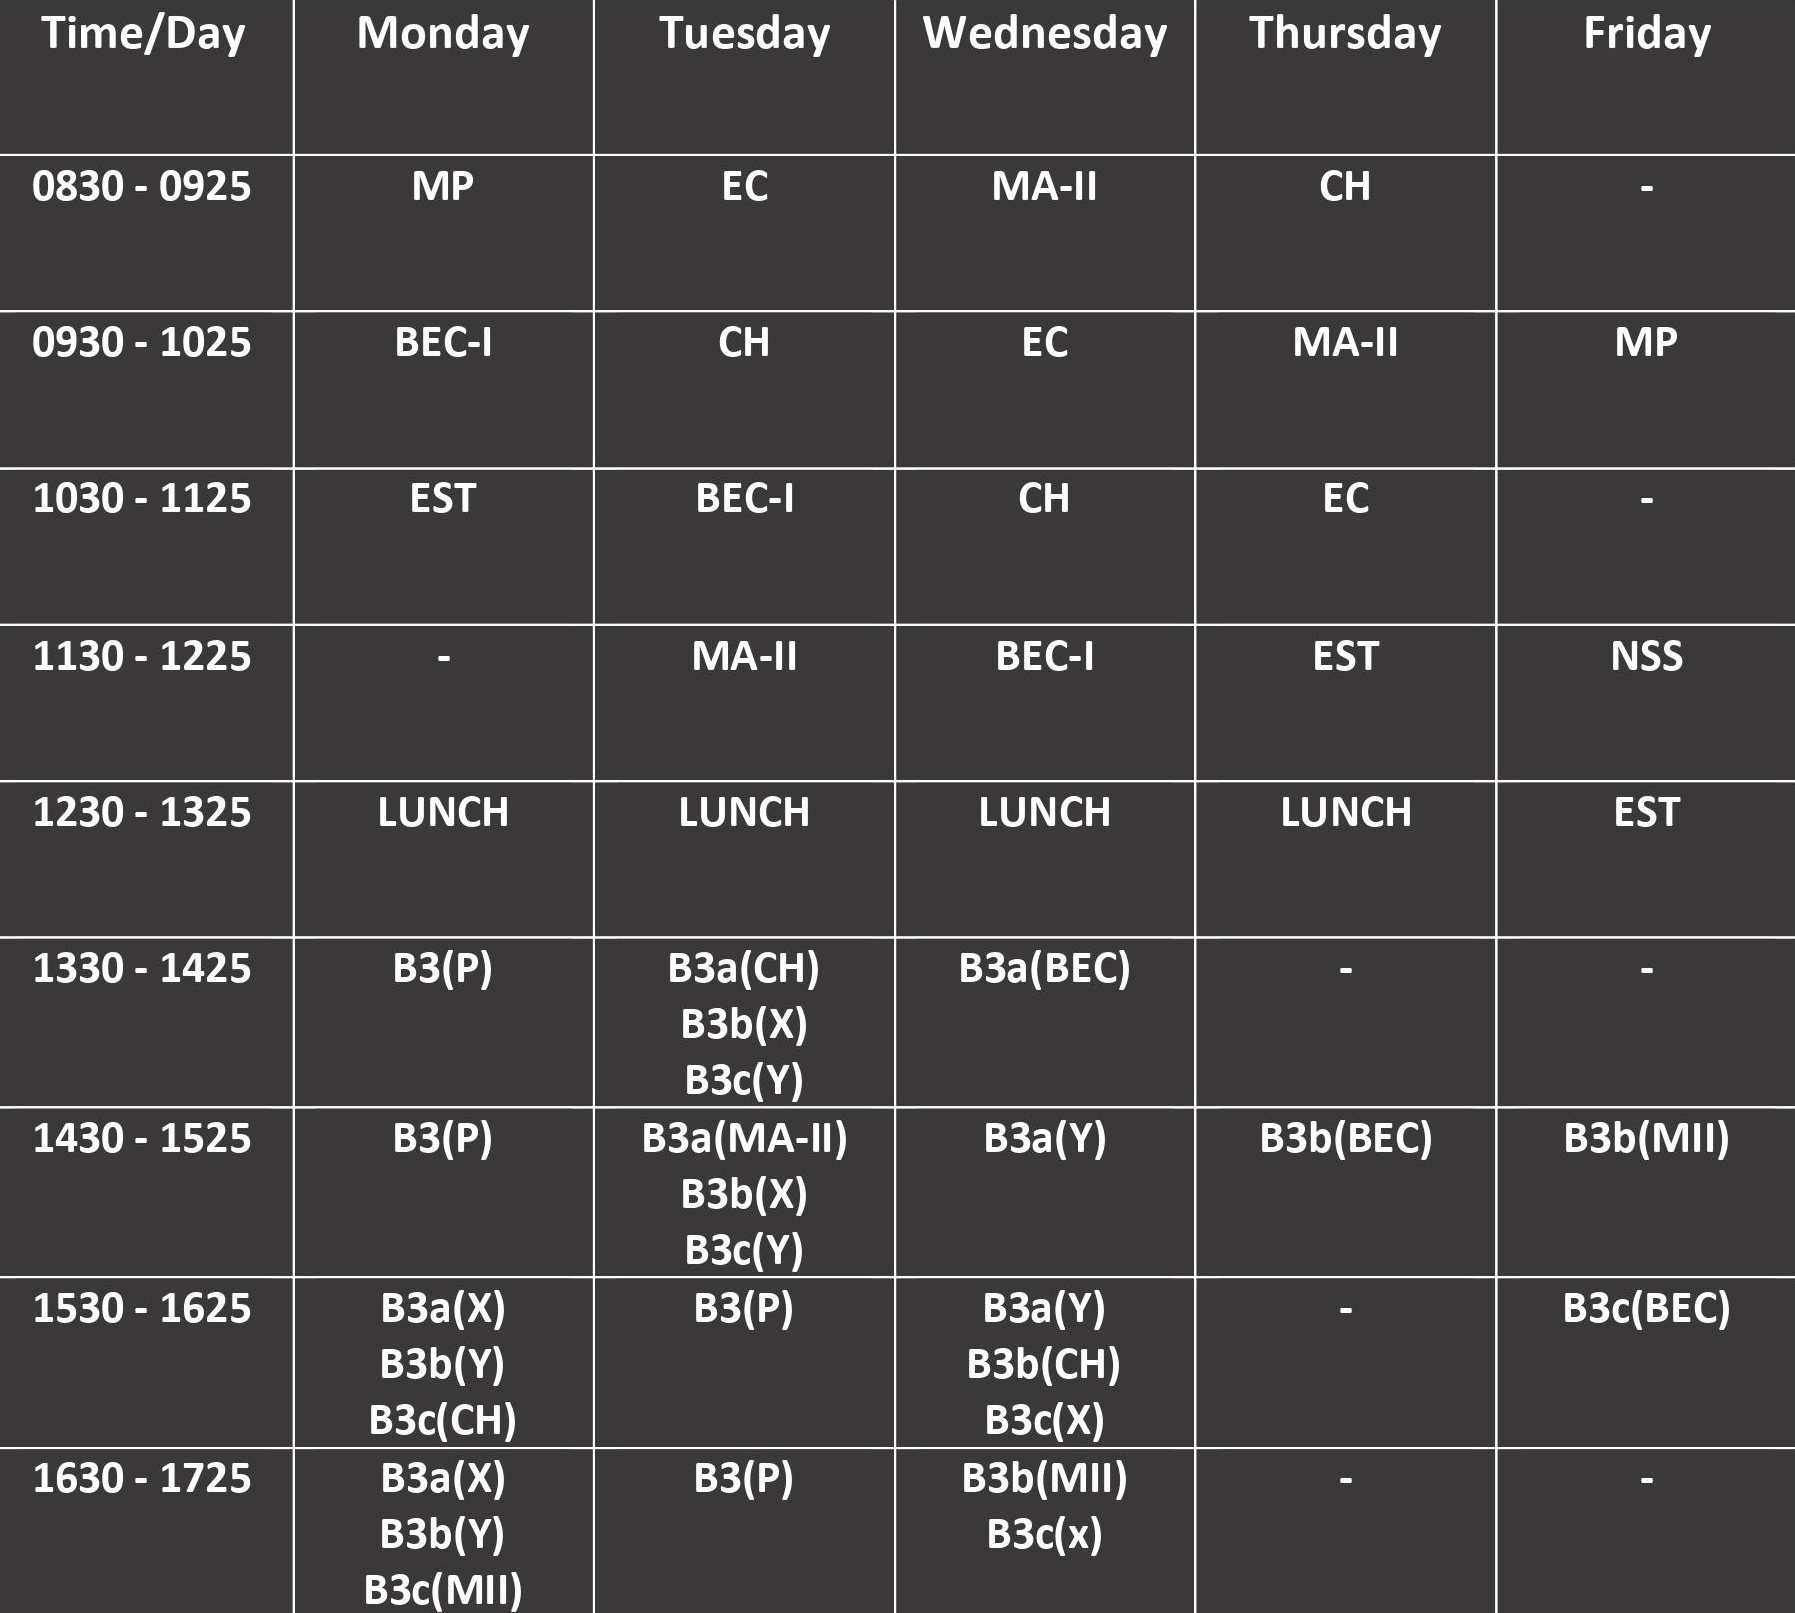 Time/Day Monday Tuesday Wednesday Thursday Friday
0830 - 0925 MP EC MA-II CH -
0930 - 1025 BEC-I CH EC MA-II MP
1030 - 1125 EST BEC-I CH EC -
1130 - 1225 - MA-II BEC-I EST NSS
1230 - 1325 LUNCH LUNCH LUNCH LUNCH EST
1330 - 1425 B3(P) B3a(CH) B3a(BEC) - -
B3b(X)
B3c(Y)
1430 - 1525 B3(P) B3a(MA-II) B3a(Y) B3b(BEC) B3b(MII)
B3b(X)
B3c(Y)
1530 - 1625 B3a(X) B3(P) B3a(Y) - B3c(BEC)
B3b(Y) B3b(CH)
B3c(CH) B3c(X)
1630 - 1725 B3a(X) B3(P) B3b(MII) - -
B3b(Y) B3c(x)
B3c(MII)